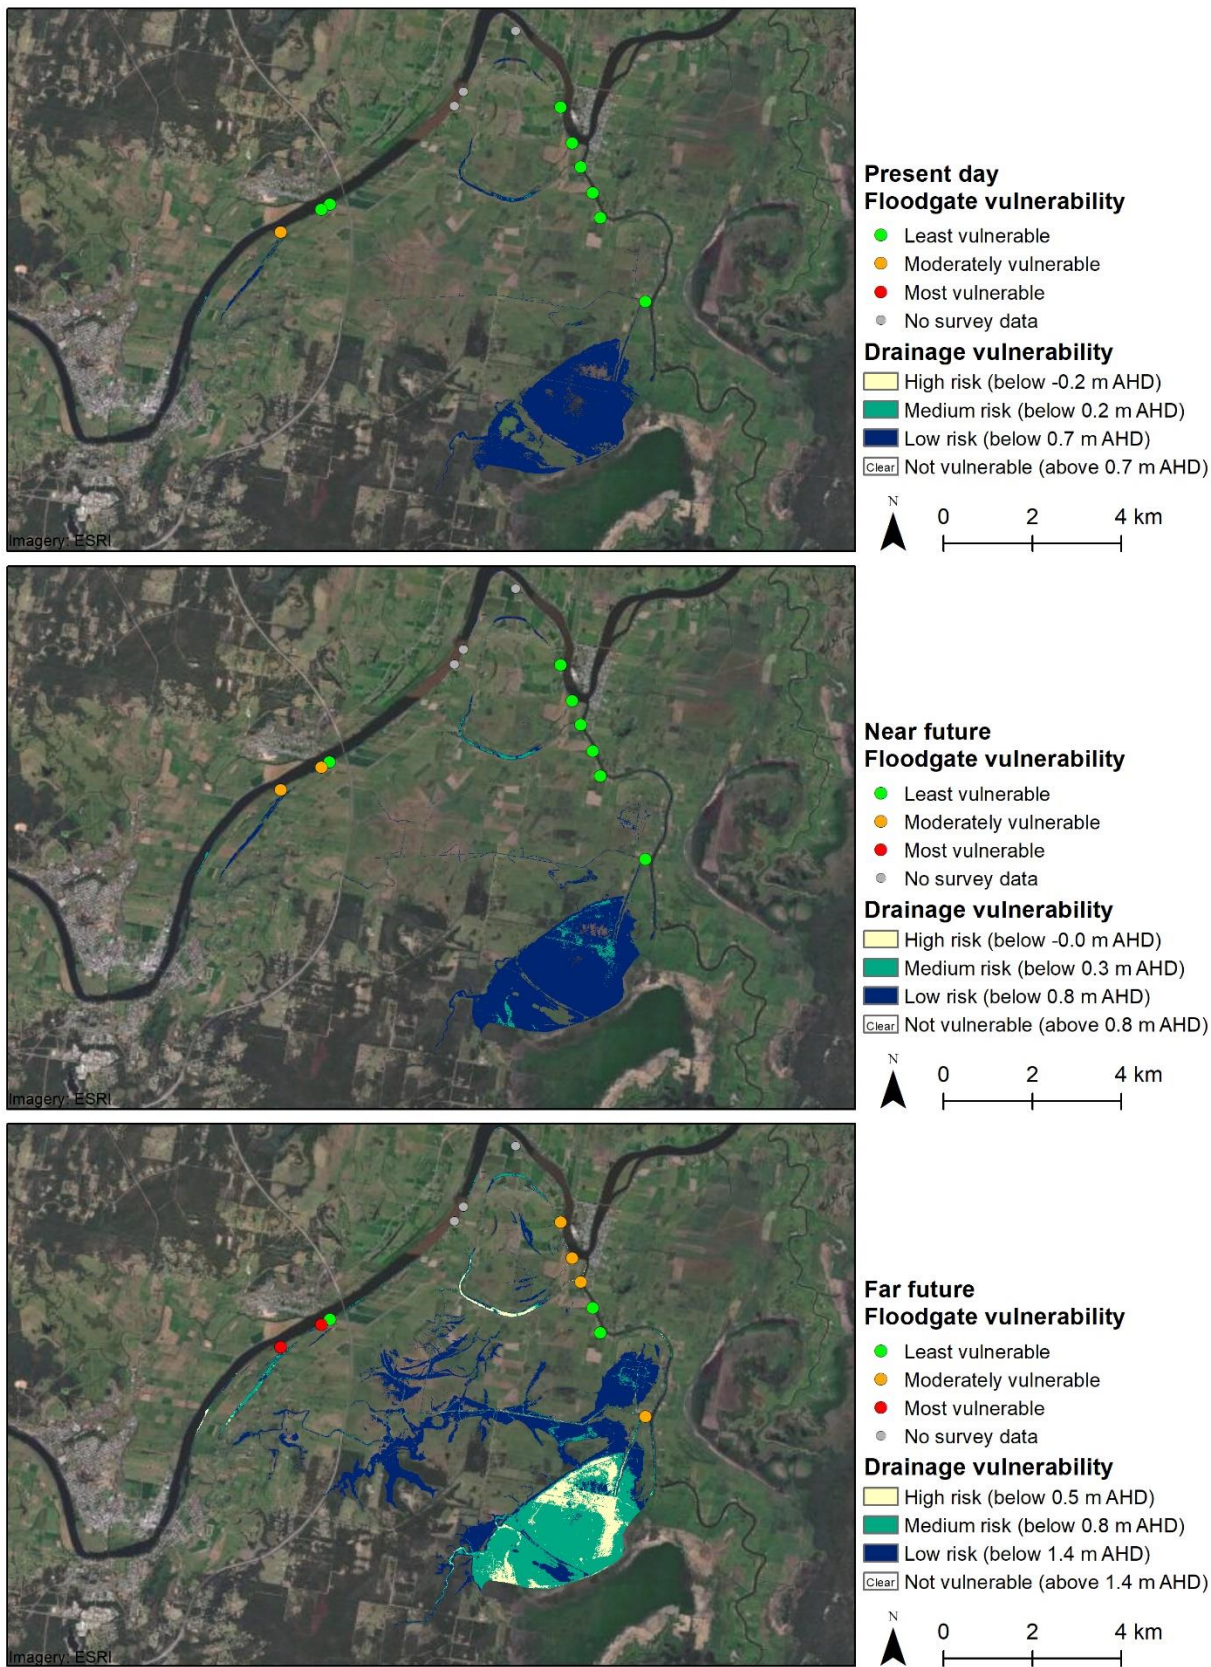 Present day
Floodgate vulnerability
Least vulnerable
Moderately vulnerable
Most vulnerable
No survey data
Drainage vulnerability
High risk (below -0.2 m AHD)
Medium risk (below 0.2 m AHD)
Low risk (below 0.7 m AHD)
Clear Not vulnerable (above 0.7 m AHD)
N
0 2 4 km
Imagery: ESRI
Near future
Floodgate vulnerability
Least vulnerable
Moderately vulnerable
Most vulnerable
No survey data
Drainage vulnerability
High risk (below -0.0 m AHD)
Medium risk (below 0.3 m AHD)
Low risk (below 0.8 m AHD)
Clear Not vulnerable (above 0.8 m AHD)
N
0 2 4 km
Imagery: ESRI
Far future
Floodgate vulnerability
Least vulnerable
Moderately vulnerable
Most vulnerable
No survey data
Drainage vulnerability
High risk (below 0.5 m AHD)
Medium risk (below 0.8 m AHD)
Low risk (below 1.4 m AHD)
Clear Not vulnerable (above 1.4 m AHD)
N
0 2 4 km
Imagery: ESRI